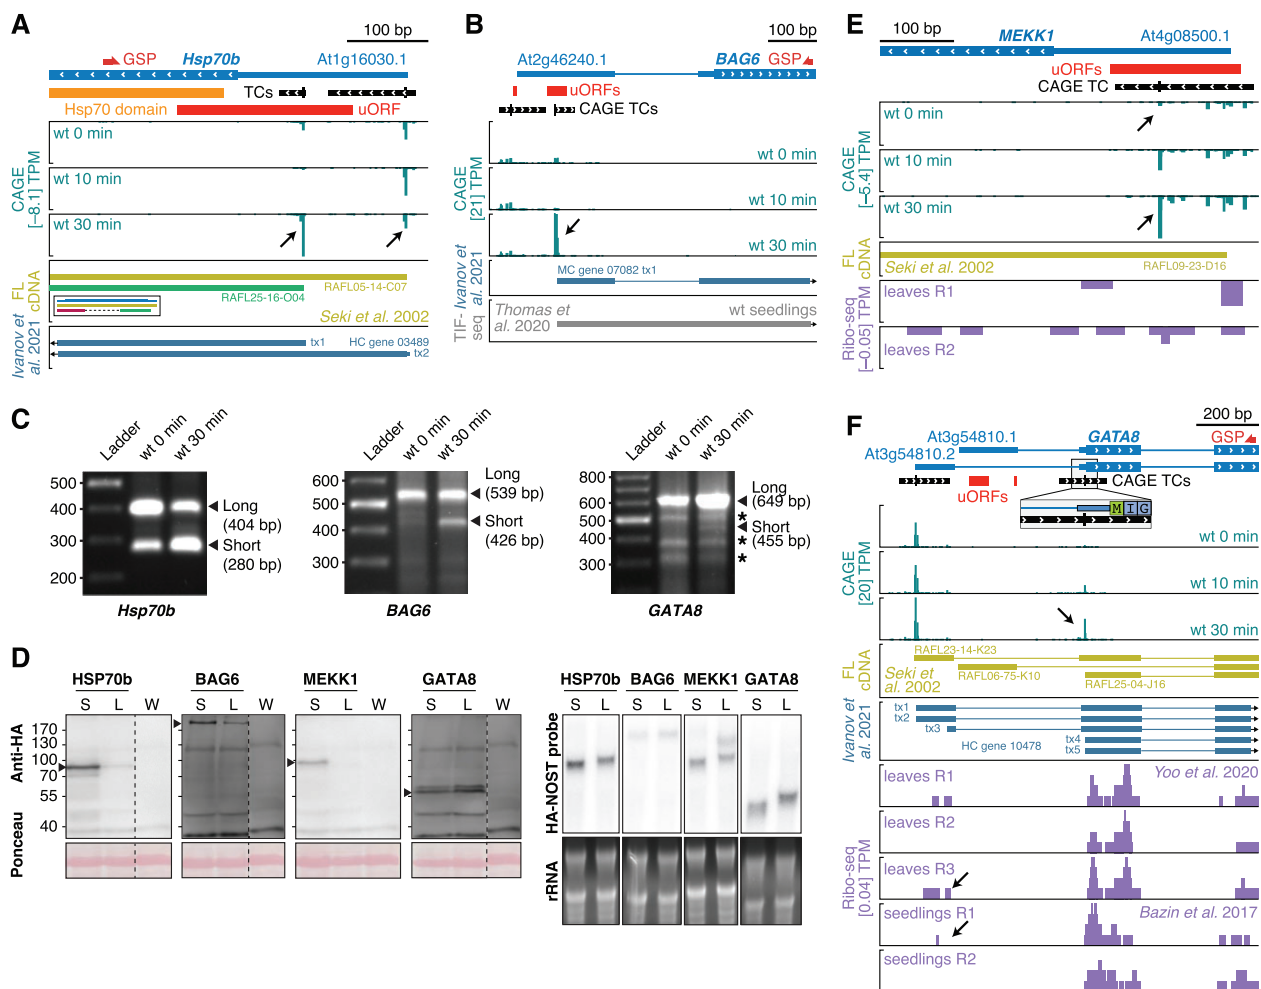 A
100 bp
GSP
Hsp70b
At1g16030.1
TCs
Hsp70 domain
uORF
CAGE
[–8.1] TPM
wt 0 min
wt 10 min
wt 30 min
FL
cDNA
RAFL05-14-C07
RAFL25-16-O04
Seki et al. 2002
Ivanov et
al. 2021
tx1
HC gene 03489
tx2
B
100 bp
At2g46240.1
BAG6
GSP
uORFs
CAGE TCs
CAGE
[21] TPM
wt 0 min
wt 10 min
wt 30 min
Ivanov et
al. 2021
MC gene 07082 tx1
TIF-
seq
Thomas et
al. 2020
wt seedlings
E
100 bp
MEKK1
At4g08500.1
uORFs
CAGE TC
CAGE
[–5.4] TPM
wt 0 min
wt 10 min
wt 30 min
FL
cDNA
Seki et al. 2002
RAFL09-23-D16
Ribo-seq
[–0.05] TPM
leaves R1
leaves R2
C
Ladder
wt 0 min
wt 30 min
500
400
300
200
Long
(404 bp)
Short
(280 bp)
Hsp70b
Ladder
wt 0 min
wt 30 min
600
500
400
300
Long
(539 bp)
Short
(426 bp)
BAG6
Ladder
wt 0 min
wt 30 min
800
600
500
400
300
Long
(649 bp)
*
Short
* (455 bp)
*
GATA8
D
HSP70b
BAG6
MEKK1
GATA8
S L W
S L W
S L W
S L W
Anti-HA
170
130
100
70
55
40
Ponceau
HSP70b
BAG6
MEKK1
GATA8
S L
S L
S L
S L
HA-NOST probe
rRNA
F
200 bp
At3g54810.1
GATA8
GSP
At3g54810.2
uORFs
CAGE TCs
M I G
CAGE
[20] TPM
wt 0 min
wt 10 min
wt 30 min
FL
cDNA
RAFL23-14-K23
Seki et
al. 2002
RAFL06-75-K10
RAFL25-04-J16
Ivanov et
al. 2021
tx1
tx2
tx3
HC gene 10478
tx4
tx5
Ribo-seq
[0.04] TPM
leaves R1
Yoo et al. 2020
leaves R2
leaves R3
seedlings R1
Bazin et al. 2017
seedlings R2